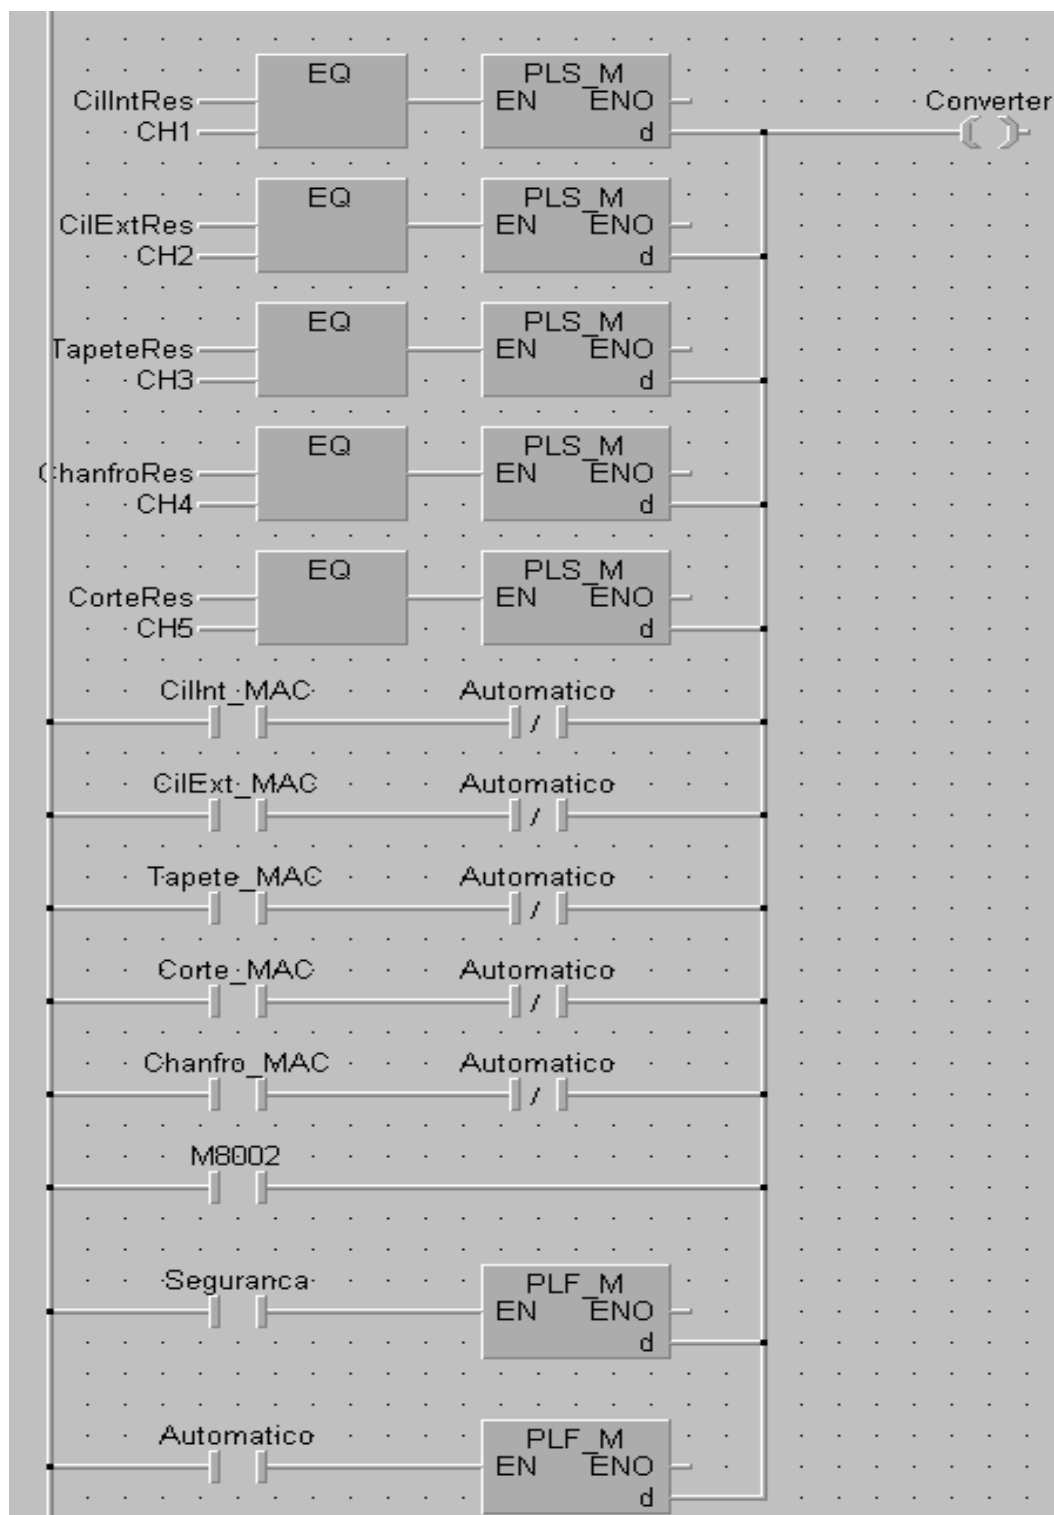 EQ PLS_M
CilIntRes EN ENO Converter
CH1 d
EQ PLS_M
CilExtRes EN ENO
CH2 d
EQ PLS_M
TapeteRes EN ENO
CH3 d
EQ PLS_M
ChanfroRes EN ENO
CH4 d
EQ PLS_M
CorteRes EN ENO
CH5 d
CilInt_MAC Automatico
/
CilExt_MAC Automatico
/
Tapete_MAC Automatico
/
Corte_MAC Automatico
/
Chanfro_MAC Automatico
/
M8002
Seguranca PLF_M
EN ENO
d
Automatico PLF_M
EN ENO
d